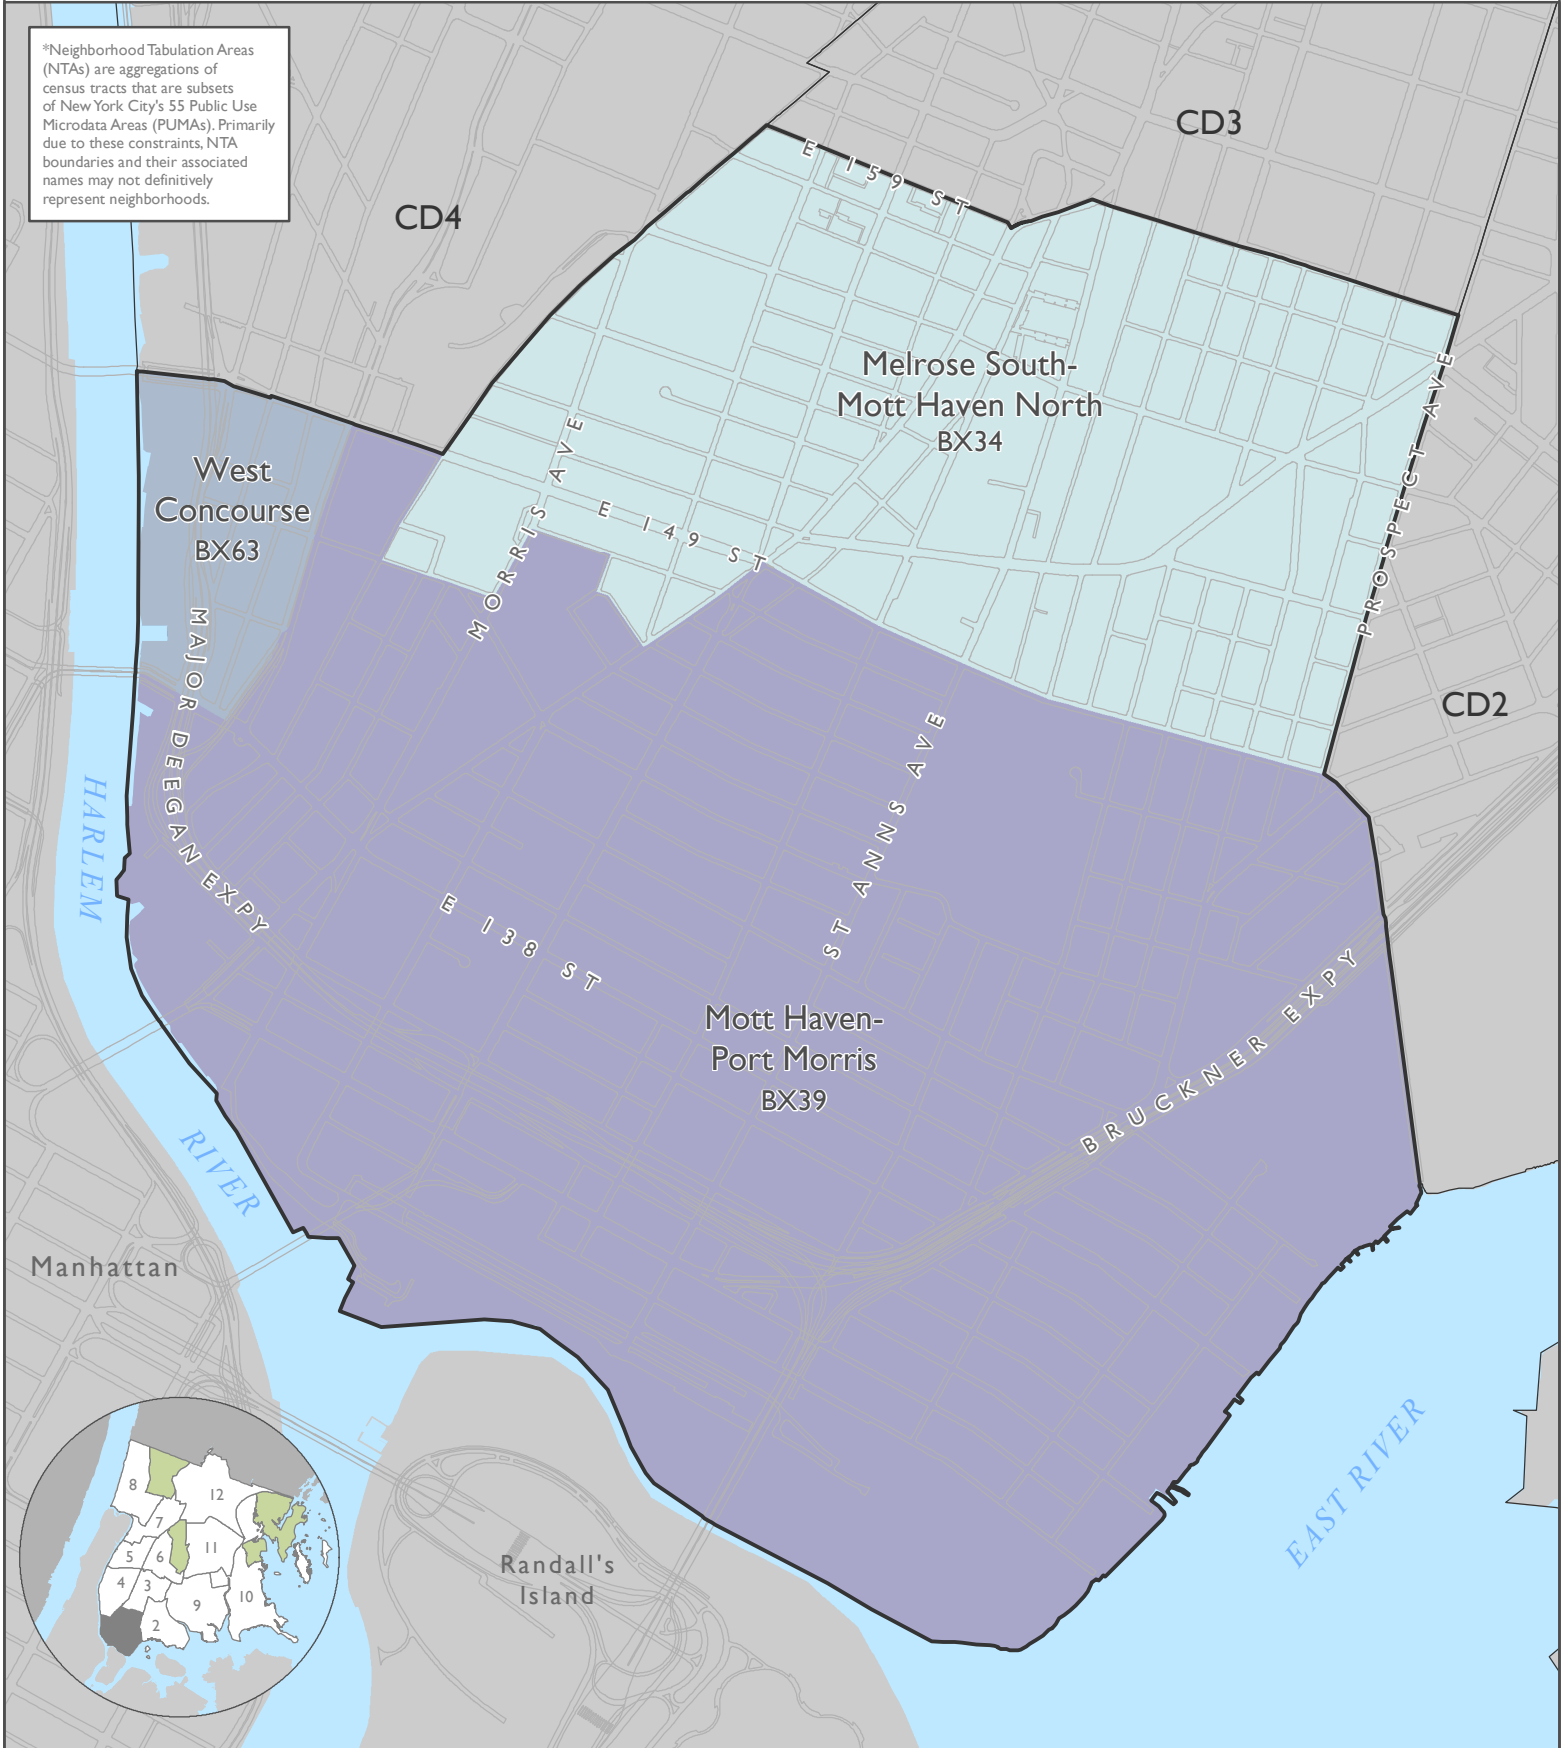 *Neighborhood Tabulation Areas
(NTAs) are aggregations of
census tracts that are subsets
of New York City's 55 Public Use
Microdata Areas (PUMAs). Primarily
due to these constraints, NTA
boundaries and their associated
names may not definitively
represent neighborhoods.
CD3
E 159 ST
CD4
Melrose South-
Mott Haven North
BX34
PROSPECT AVE
West
Concourse
BX63
MORRIS AVE
E 149 ST
CD2
MAJOR DEEGAN EXPY
ST ANNS AVE
HARLEM
E 138 ST
Mott Haven-
Port Morris
BX39
BRUCKNER EXPY
RIVER
Manhattan
EAST RIVER
Randall's
Island
8
12
7
11
5
6
4
3
10
9
2